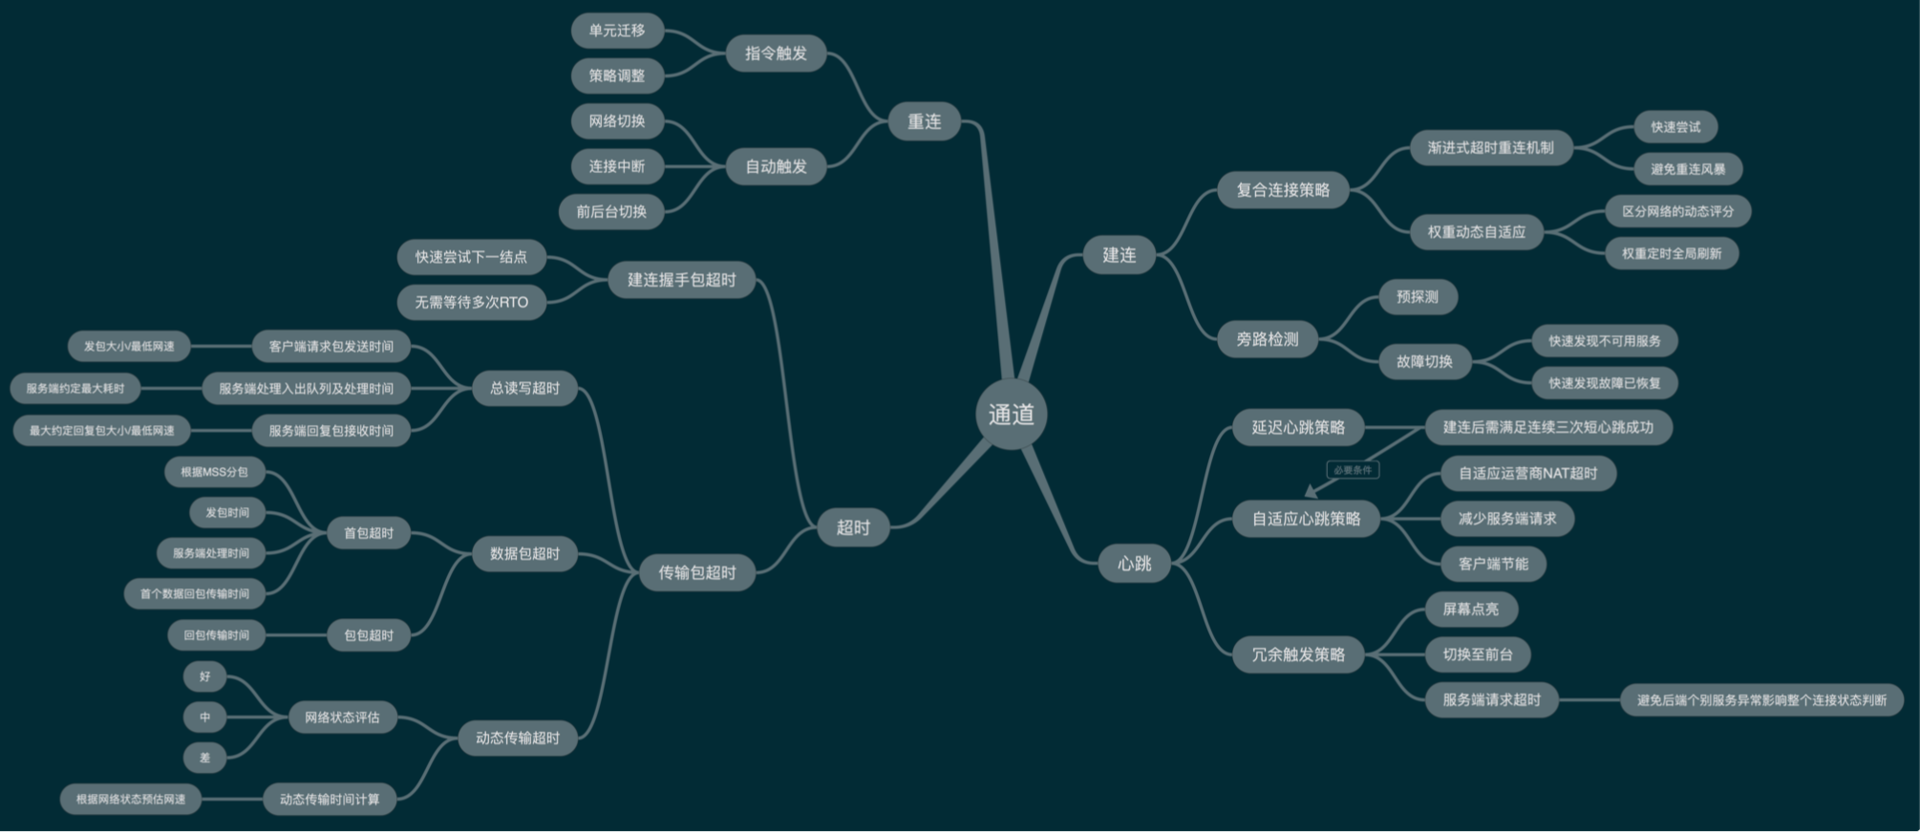 通道
重连
指令触发
单元迁移
策略调整
自动触发
网络切换
连接中断
前后台切换
超时
建连握手包超时
快速尝试下一结点
无需等待多次RTO
传输包超时
总读写超时
客户端请求包发送时间
发包大小/最低网速
服务端处理入出队列及处理时间
服务端约定最大耗时
服务端回复包接收时间
最大约定回复包大小/最低网速
数据包超时
首包超时
根据MSS分包
发包时间
服务端处理时间
首个数据回包传输时间
包包超时
回包传输时间
动态传输超时
网络状态评估
好
中
差
动态传输时间计算
根据网络状态预估网速
建连
复合连接策略
渐进式超时重连机制
快速尝试
避免重连风暴
权重动态自适应
区分网络的动态评分
权重定时全局刷新
旁路检测
预探测
故障切换
快速发现不可用服务
快速发现故障已恢复
心跳
延迟心跳策略
建连后需满足连续三次短心跳成功
必要条件
自适应心跳策略
自适应运营商NAT超时
减少服务端请求
客户端节能
冗余触发策略
屏幕点亮
切换至前台
服务端请求超时
避免后端个别服务异常影响整个连接状态判断